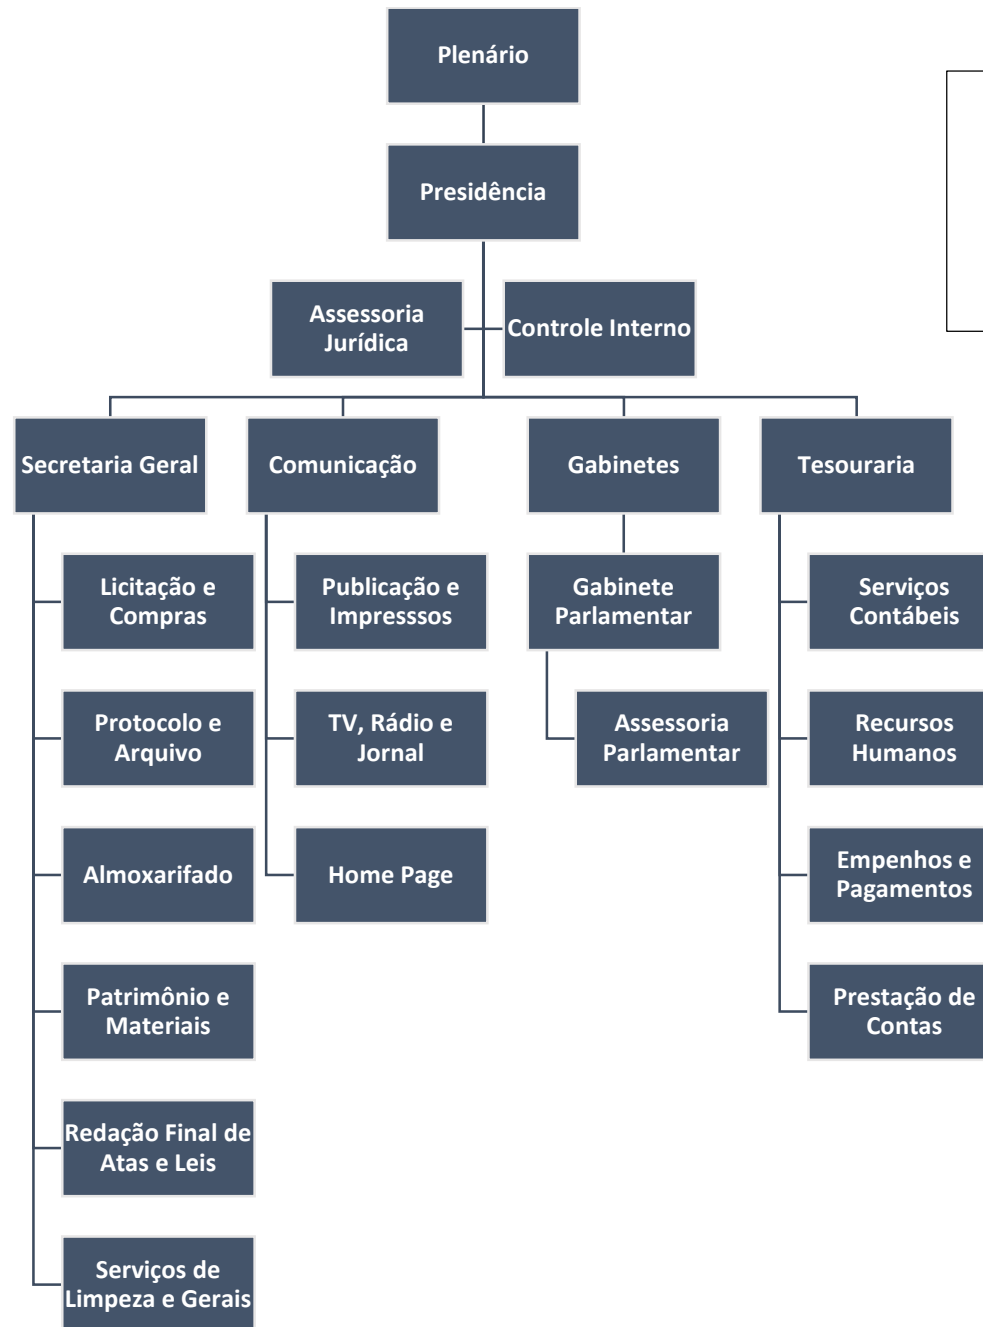 Plenário
Presidência
Assessoria
Jurídica
Controle Interno
Secretaria Geral
Comunicação
Gabinetes
Tesouraria
Licitação e
Compras
Publicação e
Impresssos
Gabinete
Parlamentar
Serviços
Contábeis
Protocolo e
Arquivo
TV, Rádio e
Jornal
Assessoria
Parlamentar
Recursos
Humanos
Almoxarifado
Home Page
Empenhos e
Pagamentos
Patrimônio e
Materiais
Prestação de
Contas
Redação Final de
Atas e Leis
Serviços de
Limpeza e Gerais